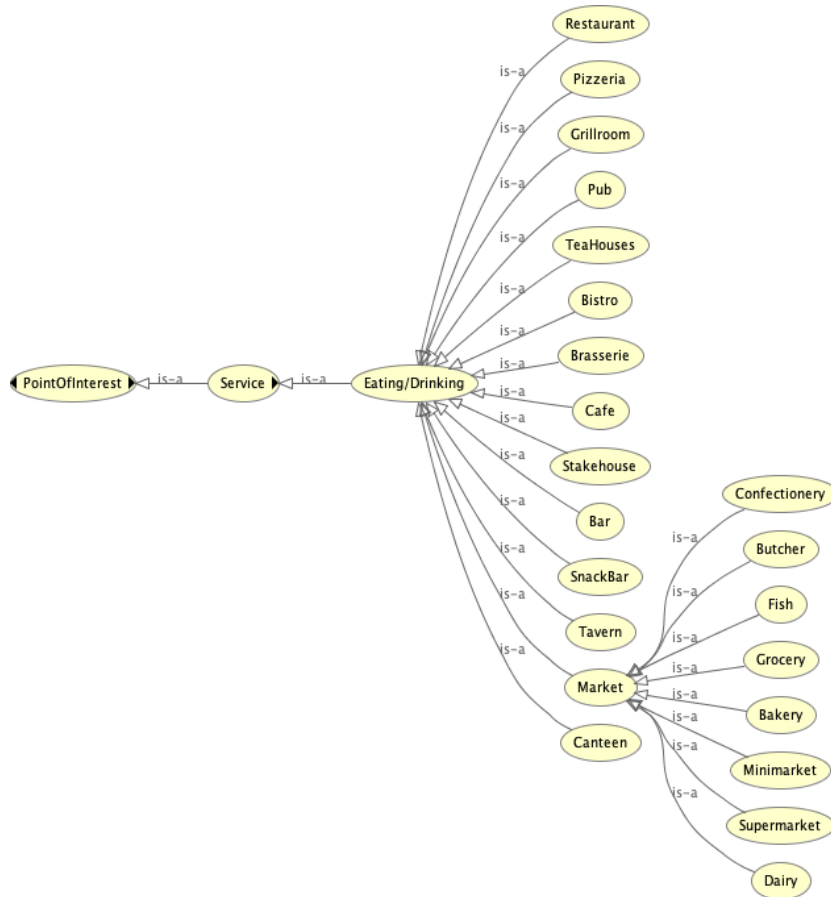 Restaurant
is-a
Pizzeria
is-a
Grillroom
is-a
Pub
is-a
TeaHouses
is-a
Bistro
is-a
Brasserie
is-a
PointOfInterest
is-a
Service
is-a
Eating/Drinking
Cafe
is-a
Stakehouse
is-a
Bar
is-a
SnackBar
is-a
Tavern
is-a
Market
is-a
Canteen
is-a
Confectionery
is-a
Butcher
is-a
Fish
is-a
Grocery
is-a
Bakery
is-a
Minimarket
is-a
Supermarket
is-a
Dairy
is-a